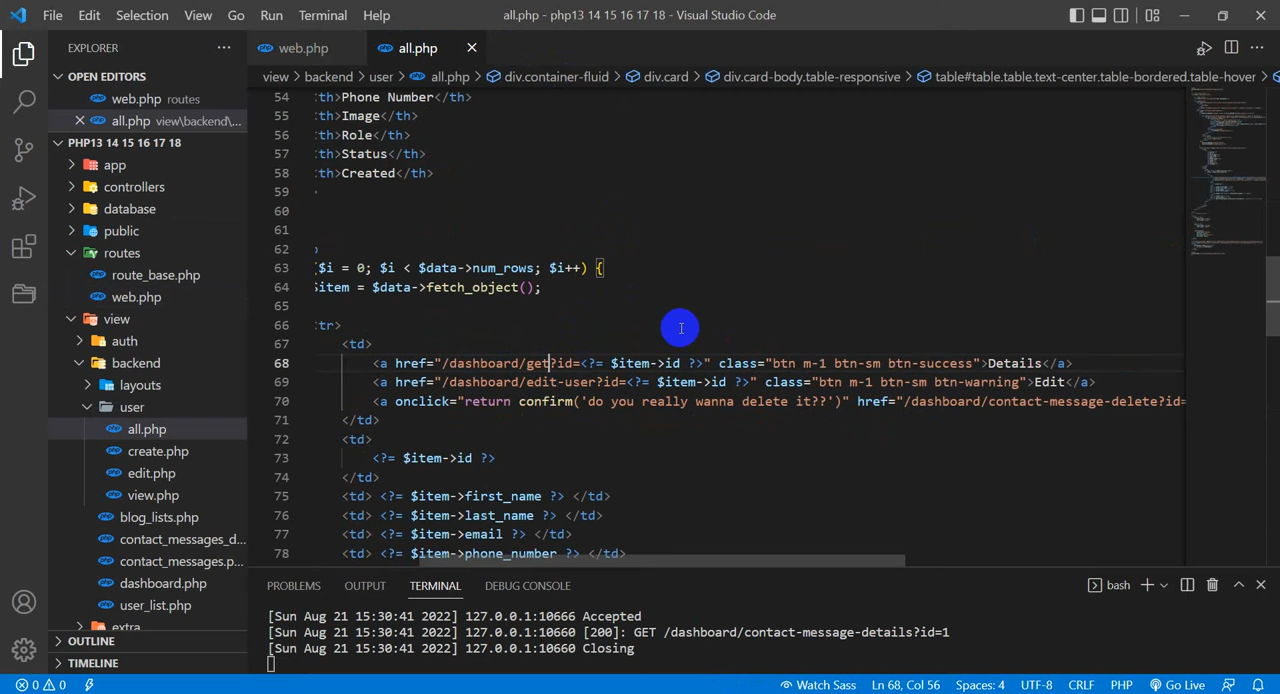 File Edit Selection View Go Run Terminal Help all.php - php13 14 15 16 17 18 - Visual Studio Code
EXPLORER ··· web.php all.php
OPEN EDITORS view > backend > user > all.php > div.container-fluid > div.card > div.card-body.table-responsive > table#table.table.text-center.table-bordered.table-hover >
web.php routes
all.php view\backend\...
PHP13 14 15 16 17 18
app
controllers
database
public
routes
route_base.php
web.php
view
auth
backend
layouts
user
all.php
create.php
edit.php
view.php
blog_lists.php
contact_messages_d...
contact_messages.p...
dashboard.php
user_list.php
extra
OUTLINE
TIMELINE
54 <th>Phone Number</th>
55 <th>Image</th>
56 <th>Role</th>
57 <th>Status</th>
58 <th>Created</th>
59
60
61
62
63 ($i = 0; $i < $data->num_rows; $i++) {
64 $item = $data->fetch_object();
65
66 <tr>
67 <td>
68 <a href="/dashboard/get?id=<?= $item->id ?>" class="btn m-1 btn-sm btn-success">Details</a>
69 <a href="/dashboard/edit-user?id=<?= $item->id ?>" class="btn m-1 btn-sm btn-warning">Edit</a>
70 <a onclick="return confirm('do you really wanna delete it??')" href="/dashboard/contact-message-delete?id=
71 </td>
72 <td>
73 <?= $item->id ?>
74 </td>
75 <td> <?= $item->first_name ?> </td>
76 <td> <?= $item->last_name ?> </td>
77 <td> <?= $item->email ?> </td>
78 <td> <?= $item->phone_number ?> </td>
PROBLEMS OUTPUT TERMINAL DEBUG CONSOLE bash
[Sun Aug 21 15:30:41 2022] 127.0.0.1:10666 Accepted
[Sun Aug 21 15:30:41 2022] 127.0.0.1:10660 [200]: GET /dashboard/contact-message-details?id=1
[Sun Aug 21 15:30:41 2022] 127.0.0.1:10660 Closing
0 0 Watch Sass Ln 68, Col 56 Spaces: 4 UTF-8 CRLF PHP Go Live